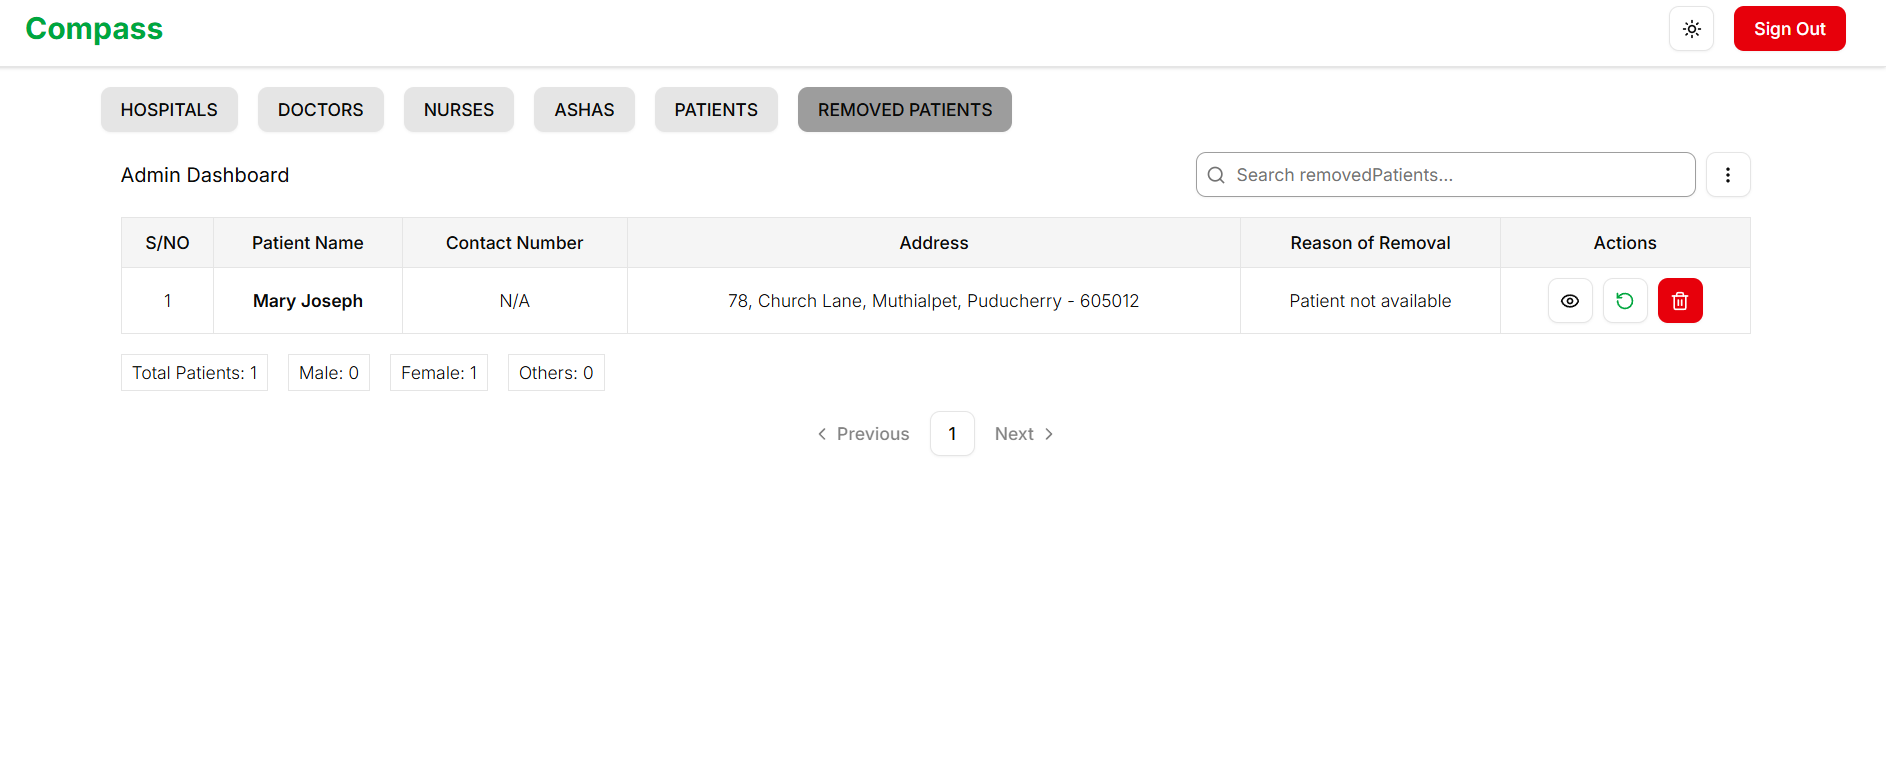 Compass
Sign Out
HOSPITALS DOCTORS NURSES ASHAS PATIENTS REMOVED PATIENTS
Admin Dashboard
Search removedPatients...
S/NO Patient Name Contact Number Address Reason of Removal Actions
1 Mary Joseph N/A 78, Church Lane, Muthialpet, Puducherry - 605012 Patient not available
Total Patients: 1 Male: 0 Female: 1 Others: 0
Previous 1 Next